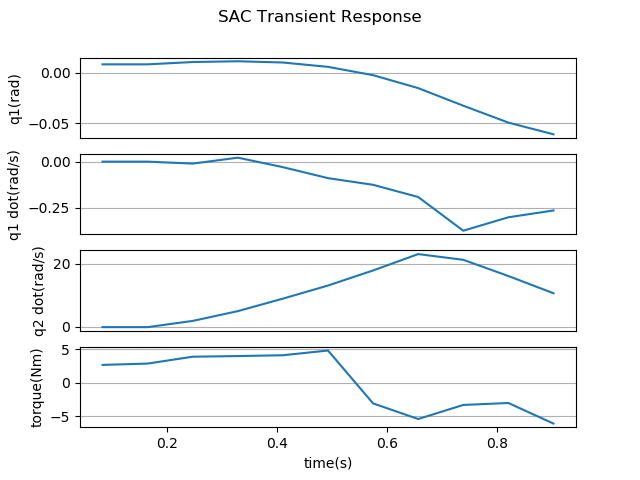 SAC Transient Response
0.00
−0.05
q1(rad)
0.00
−0.25
q1 dot(rad/s)
20
0
q2 dot(rad/s)
5
0
−5
torque(Nm)
0.2 0.4 0.6 0.8
time(s)